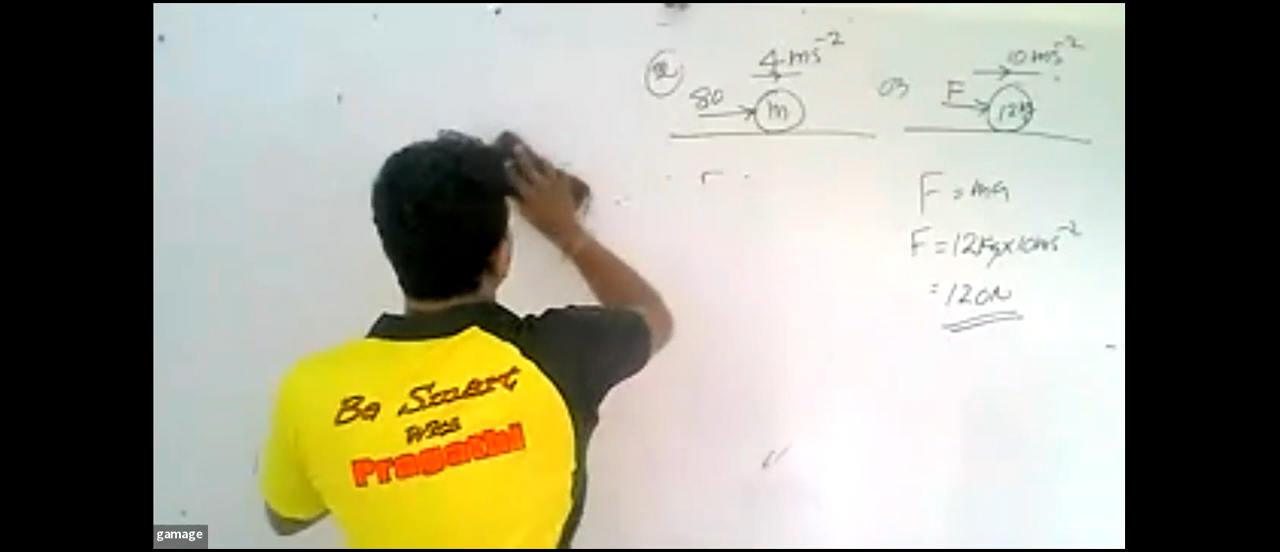 02
80
4 ms⁻²
m
03
F
10 ms⁻²
12kg
F = ma
F = 12kg×10ms⁻²
= 120N
Be Smart
With
Pragathi
gamage